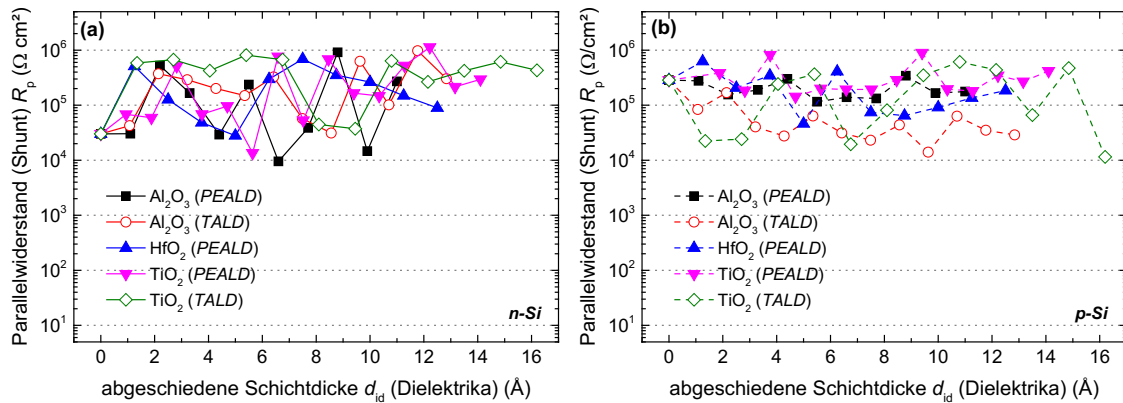 (a)
Parallelwiderstand (Shunt) Rₚ (Ω cm²)
10⁶
10⁵
10⁴
10³
10²
10¹
Al₂O₃ (PEALD)
Al₂O₃ (TALD)
HfO₂ (PEALD)
TiO₂ (PEALD)
TiO₂ (TALD)
n-Si
0 2 4 6 8 10 12 14 16
abgeschiedene Schichtdicke d_id (Dielektrika) (Å)
(b)
Parallelwiderstand (Shunt) Rₚ (Ω/cm²)
10⁶
10⁵
10⁴
10³
10²
10¹
Al₂O₃ (PEALD)
Al₂O₃ (TALD)
HfO₂ (PEALD)
TiO₂ (PEALD)
TiO₂ (TALD)
p-Si
0 2 4 6 8 10 12 14 16
abgeschiedene Schichtdicke d_id (Dielektrika) (Å)